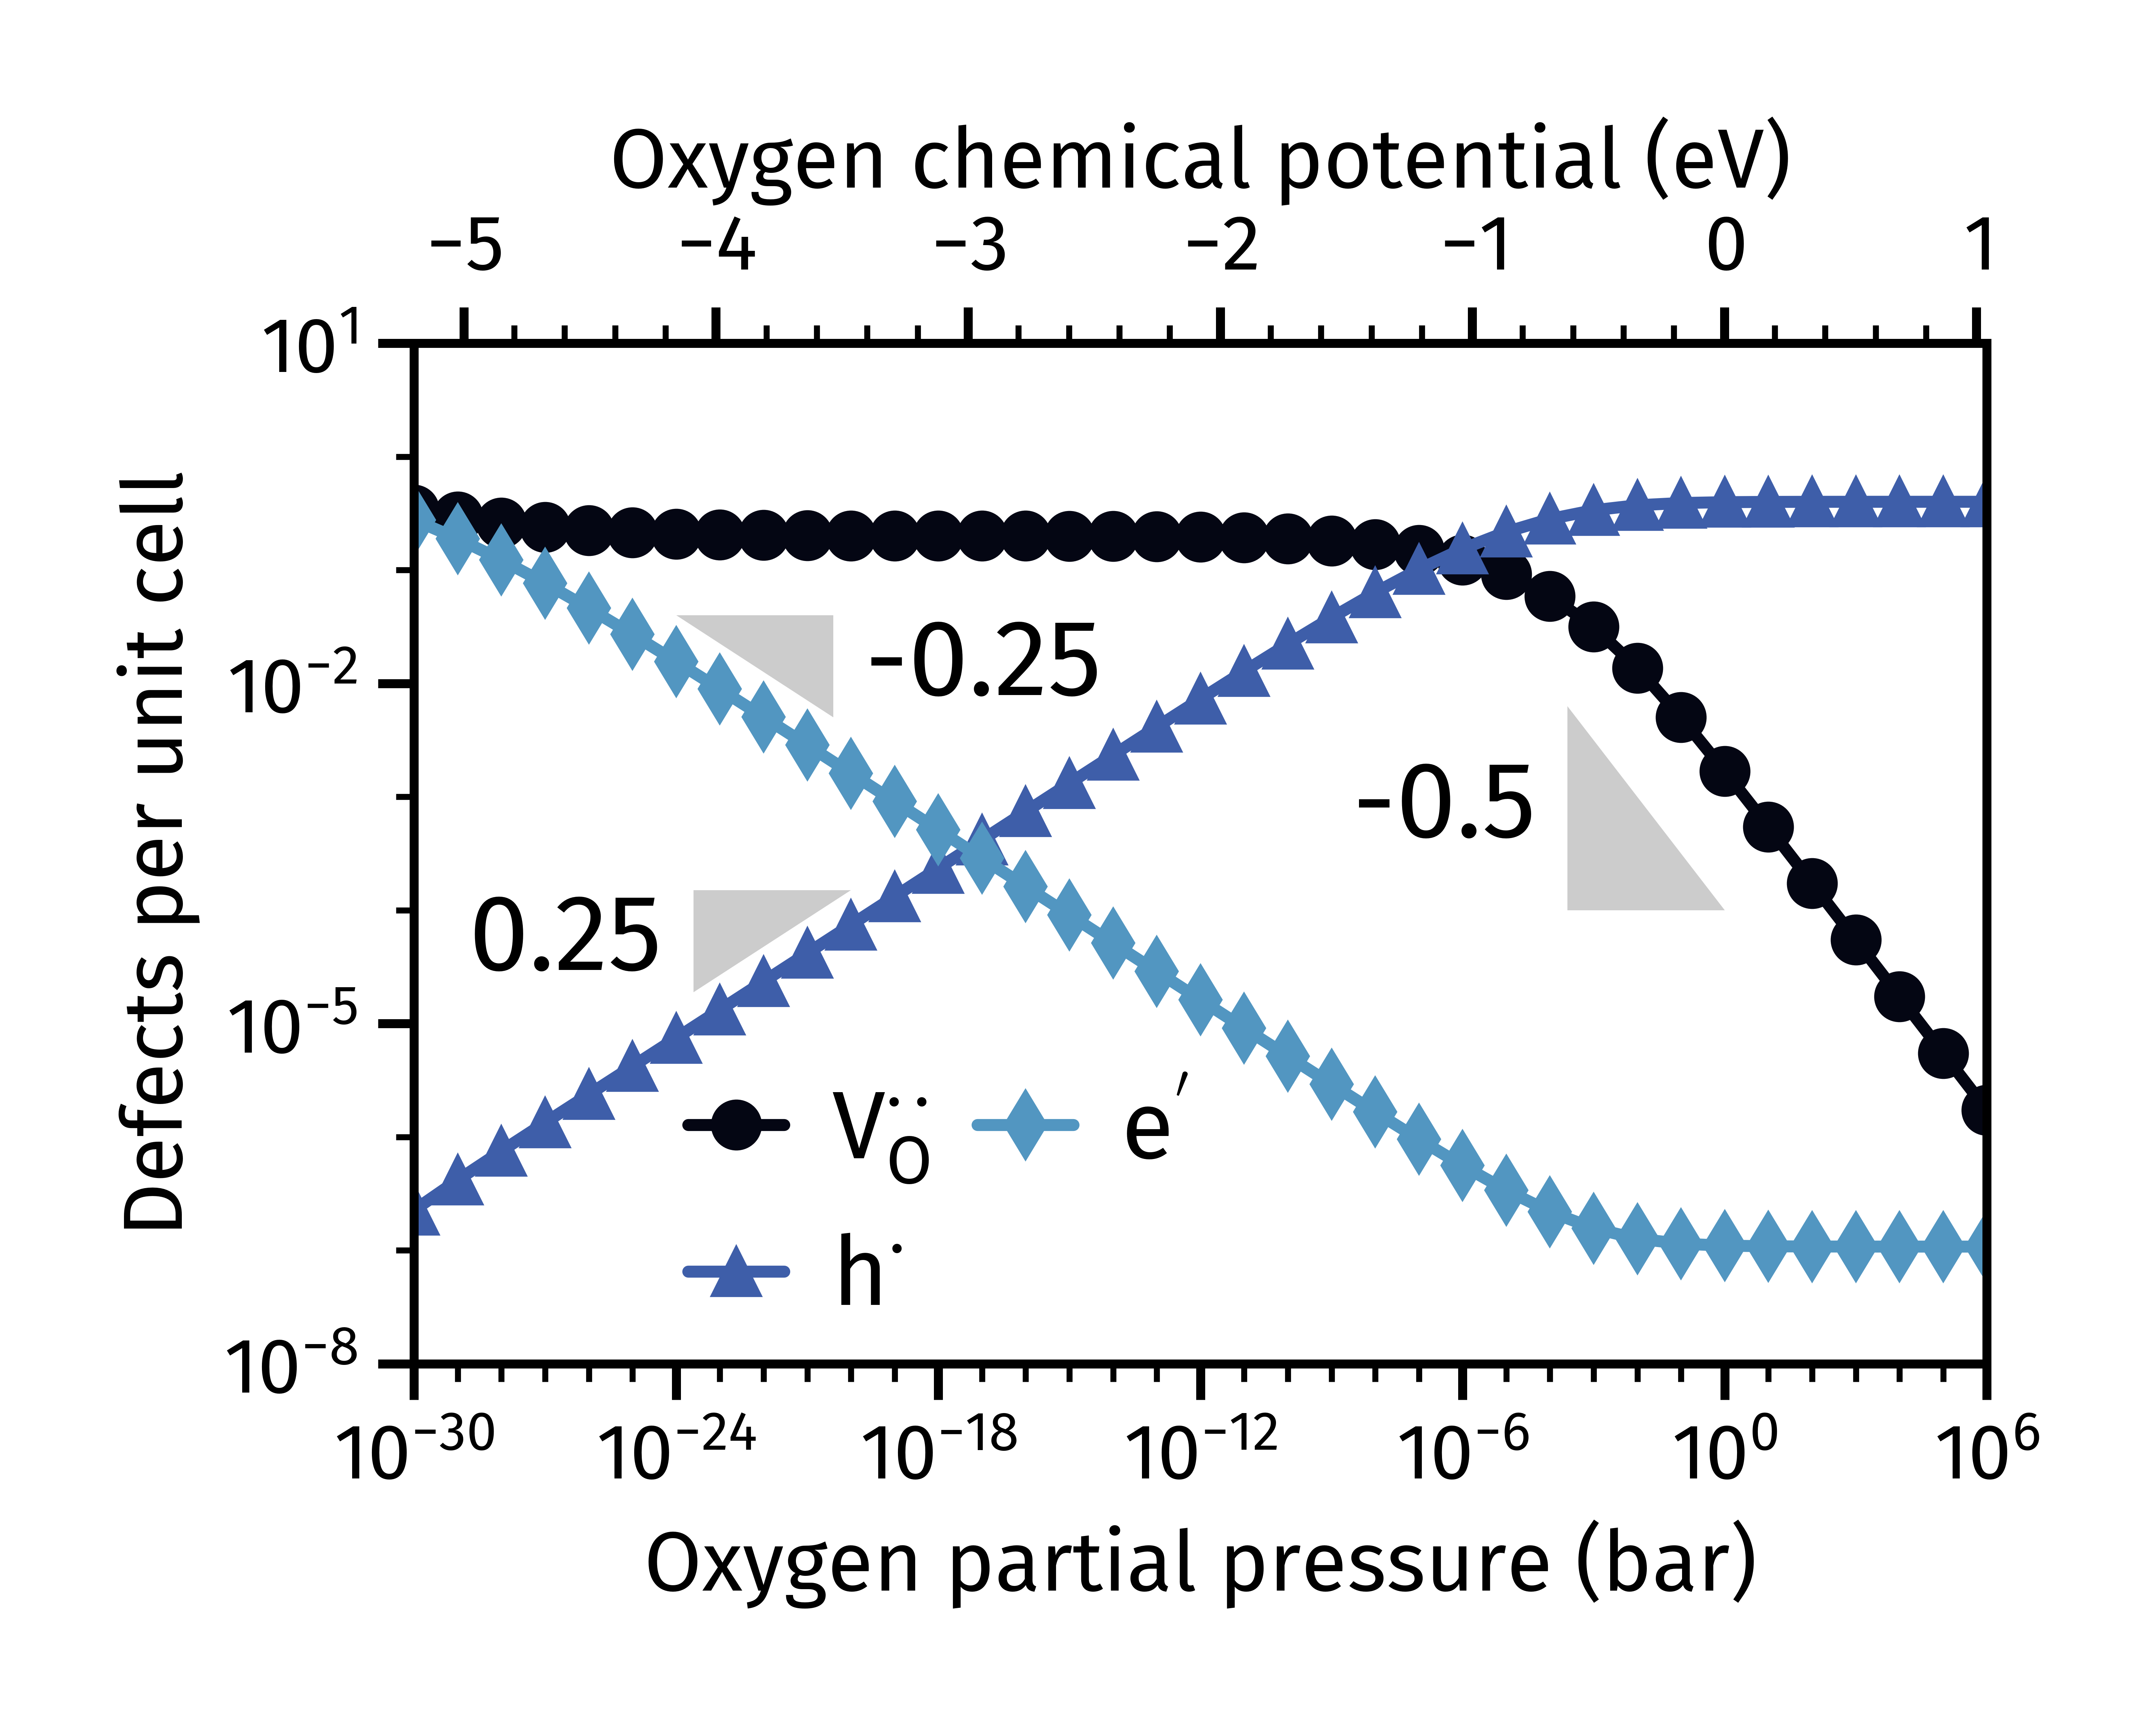 Oxygen chemical potential (eV)
−5 −4 −3 −2 −1 0 1
10¹
10⁻²
10⁻⁵
10⁻⁸
Defects per unit cell
-0.25
-0.5
0.25
V_Ö^¨ e′
h˙
10⁻³⁰ 10⁻²⁴ 10⁻¹⁸ 10⁻¹² 10⁻⁶ 10⁰ 10⁶
Oxygen partial pressure (bar)